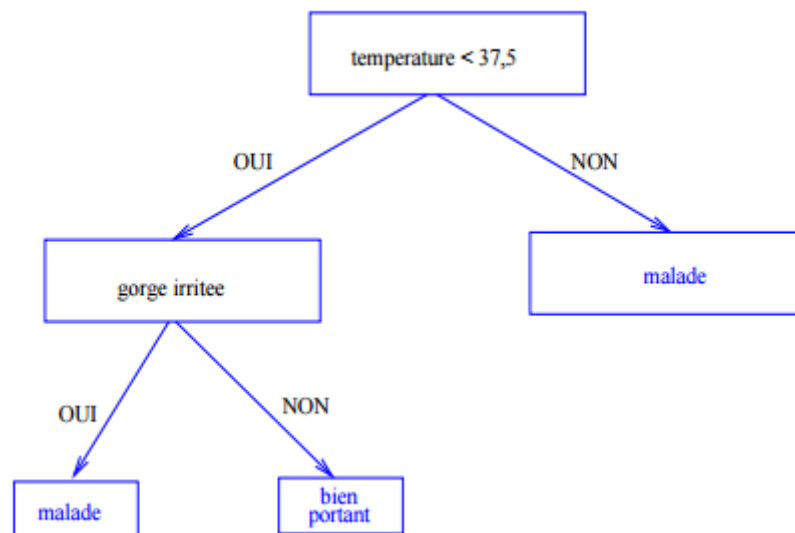 temperature < 37,5
OUI
NON
gorge irritee
malade
OUI
NON
malade
bien
portant